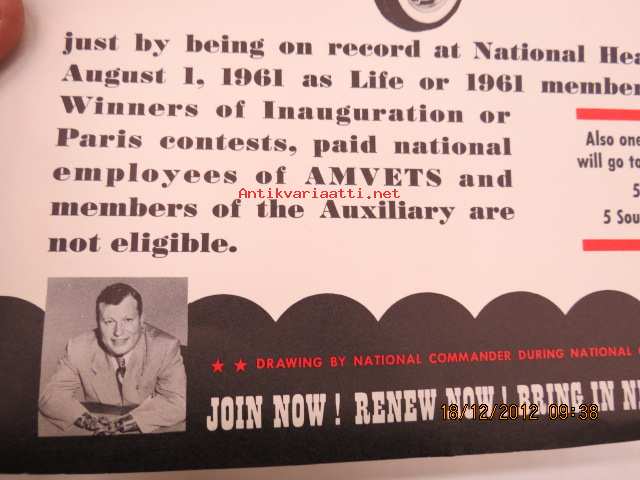 just by being on record at National
August 1, 1961 as Life or 1961
Winners of Inauguration or
Paris contests, paid national
employees of AMVETS and
members of the Auxiliary are
not eligible.
Antikvariaatti.net
Also one
will go to
5
5
★ ★ DRAWING BY NATIONAL COMMANDER DURING NATIONAL
JOIN NOW! RENEW NOW! BRING IN
18/12/2012 09:38